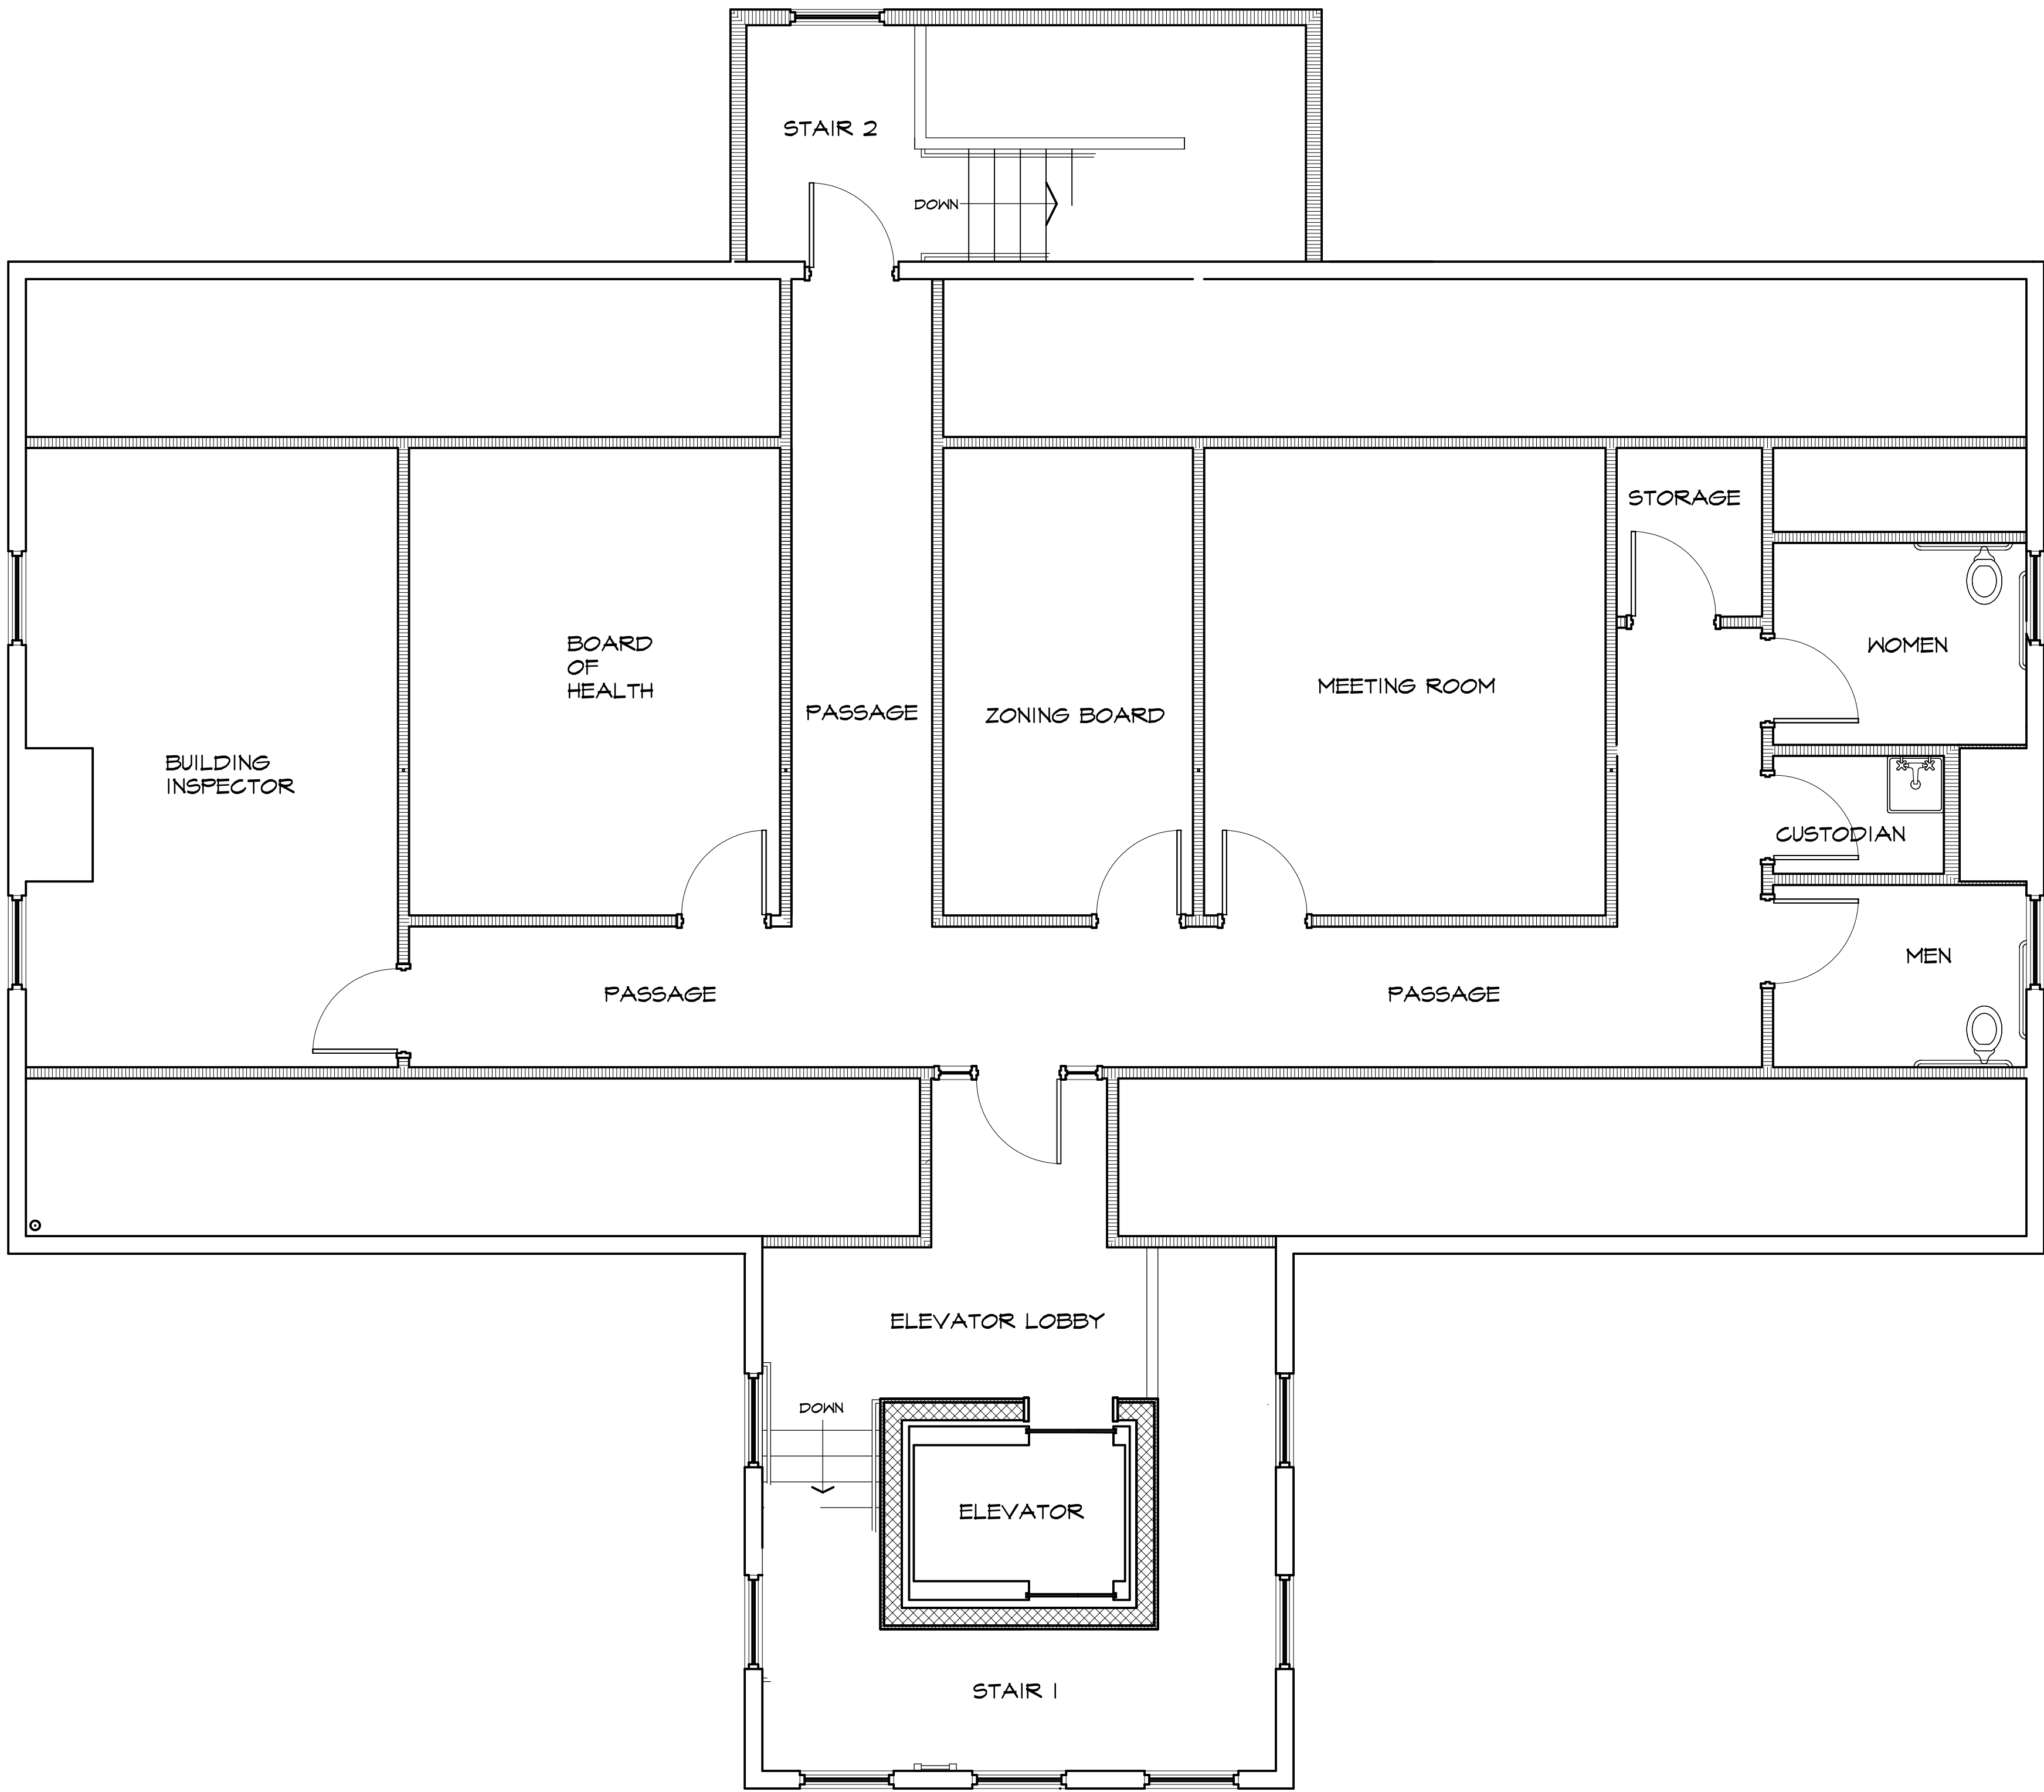 STAIR 2
DOWN
STORAGE
BOARD
OF
HEALTH
WOMEN
MEETING ROOM
PASSAGE
ZONING BOARD
BUILDING
INSPECTOR
CUSTODIAN
MEN
PASSAGE
PASSAGE
ELEVATOR LOBBY
DOWN
ELEVATOR
STAIR 1